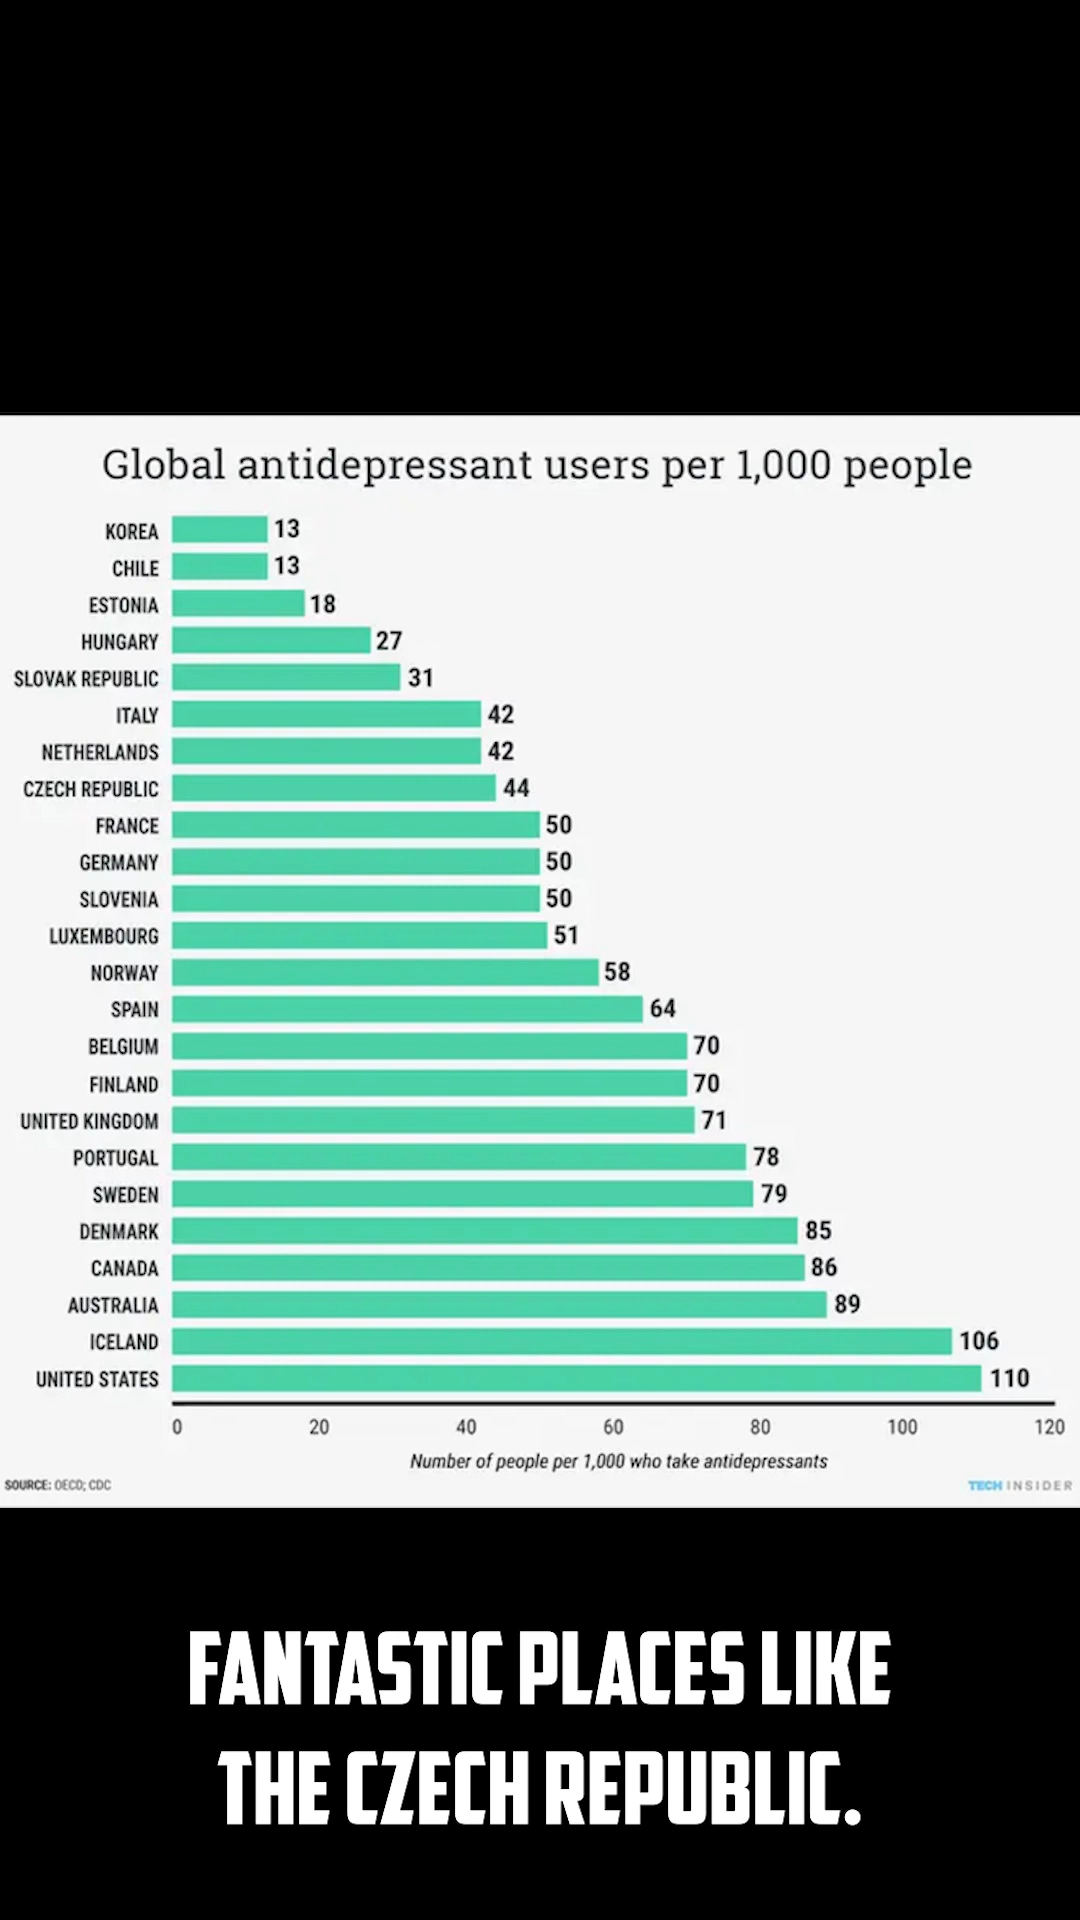 Global antidepressant users per 1,000 people
KOREA 13
CHILE 13
ESTONIA 18
HUNGARY 27
SLOVAK REPUBLIC 31
ITALY 42
NETHERLANDS 42
CZECH REPUBLIC 44
FRANCE 50
GERMANY 50
SLOVENIA 50
LUXEMBOURG 51
NORWAY 58
SPAIN 64
BELGIUM 70
FINLAND 70
UNITED KINGDOM 71
PORTUGAL 78
SWEDEN 79
DENMARK 85
CANADA 86
AUSTRALIA 89
ICELAND 106
UNITED STATES 110
0 20 40 60 80 100 120
Number of people per 1,000 who take antidepressants
SOURCE: OECD; CDC
TECH INSIDER
FANTASTIC PLACES LIKE
THE CZECH REPUBLIC.